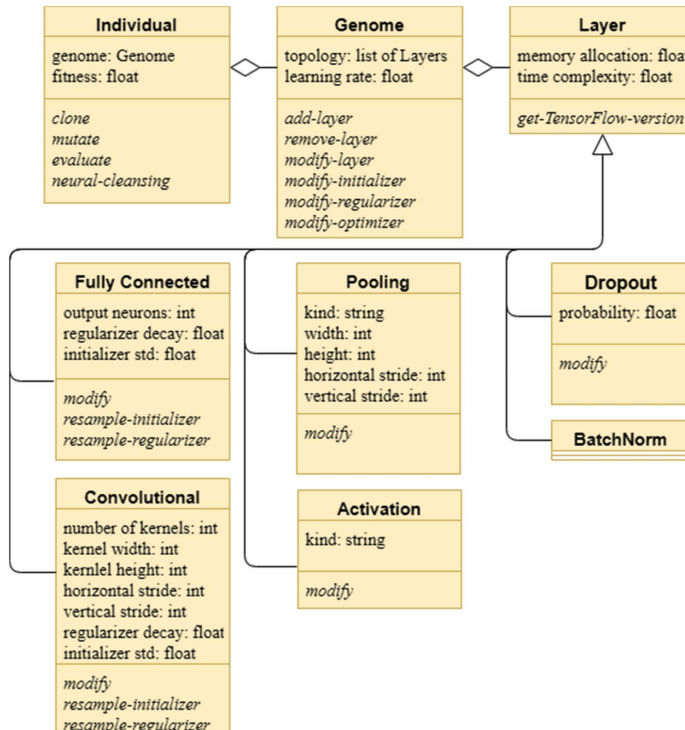 Individual
genome: Genome
fitness: float
clone
mutate
evaluate
neural-cleansing
Genome
topology: list of Layers
learning rate: float
add-layer
remove-layer
modify-layer
modify-initializer
modify-regularizer
modify-optimizer
Layer
memory allocation: float
time complexity: float
get-TensorFlow-version
Fully Connected
output neurons: int
regularizer decay: float
initializer std: float
modify
resample-initializer
resample-regularizer
Pooling
kind: string
width: int
height: int
horizontal stride: int
vertical stride: int
modify
Dropout
probability: float
modify
BatchNorm
Convolutional
number of kernels: int
kernel width: int
kernlel height: int
horizontal stride: int
vertical stride: int
regularizer decay: float
initializer std: float
modify
resample-initializer
resample-regularizer
Activation
kind: string
modify